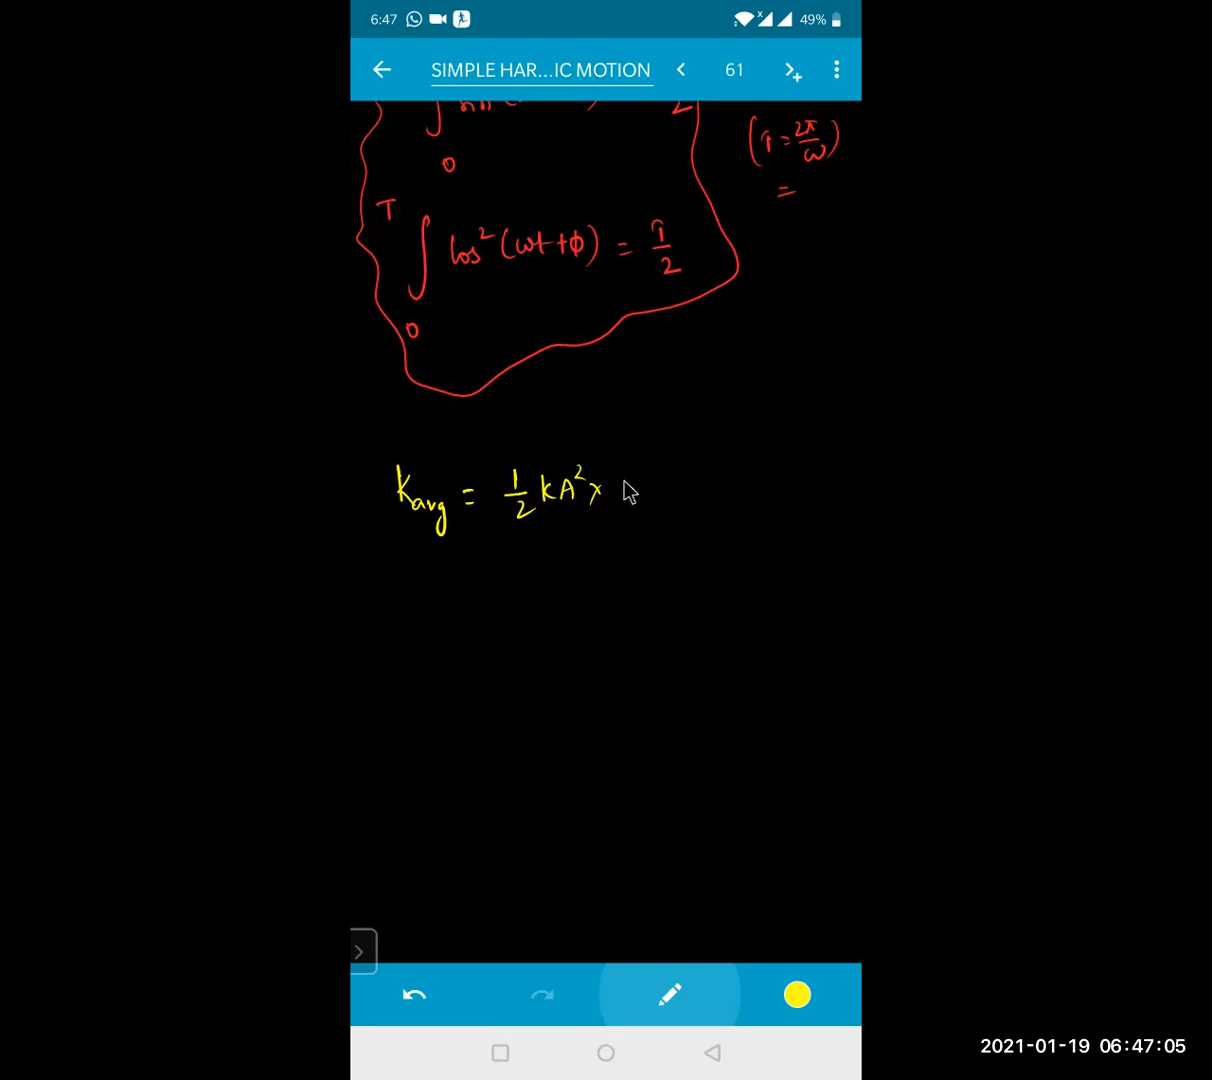 6:47 49%
SIMPLE HAR...IC MOTION 61
0
(T = 2π/ω)
=
T
∫ cos²(ωt+φ) = T/2
0
Kavg = 1/2 kA² x
2021-01-19 06:47:05